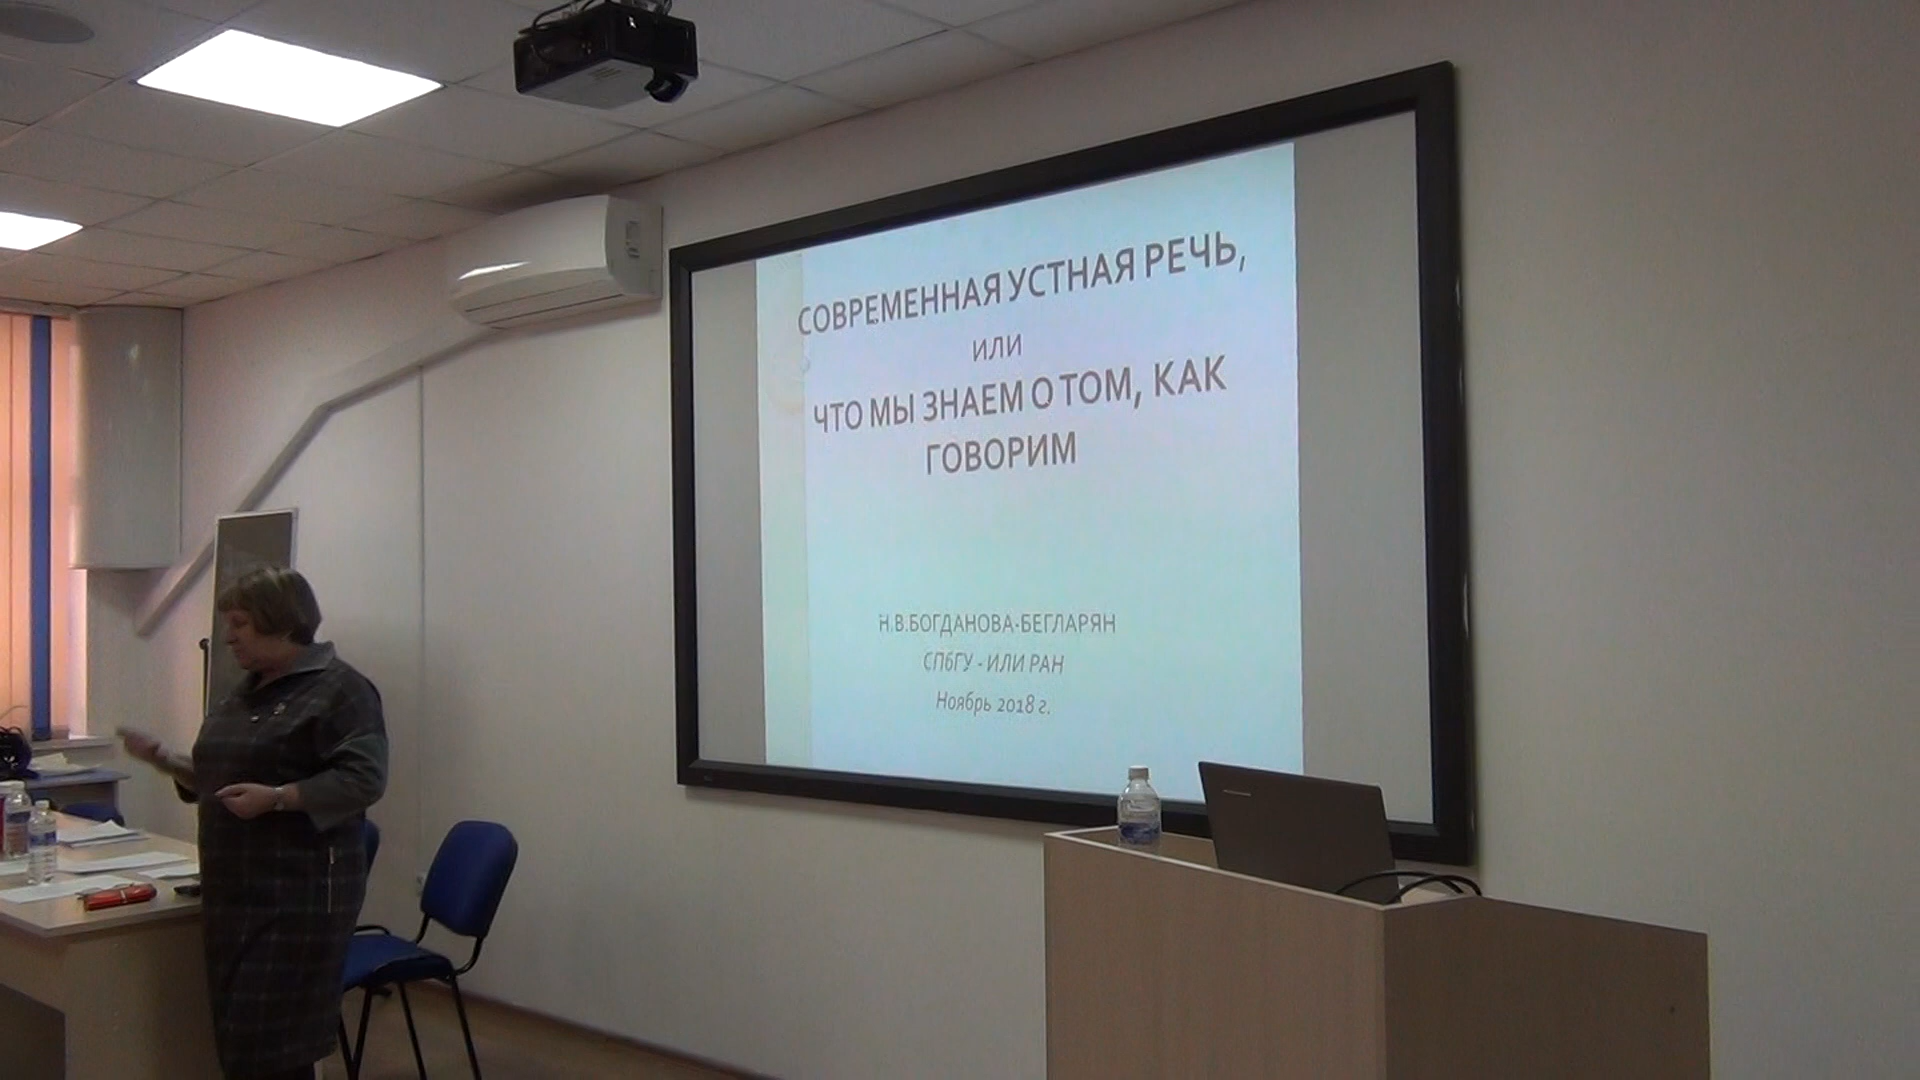 СОВРЕМЕННАЯ УСТНАЯ РЕЧЬ,
ИЛИ
ЧТО МЫ ЗНАЕМ О ТОМ, КАК
ГОВОРИМ
Н.В.БОГДАНОВА-БЕГЛАРЯН
СПбГУ - ИЛИ РАН
Ноябрь 2018 г.